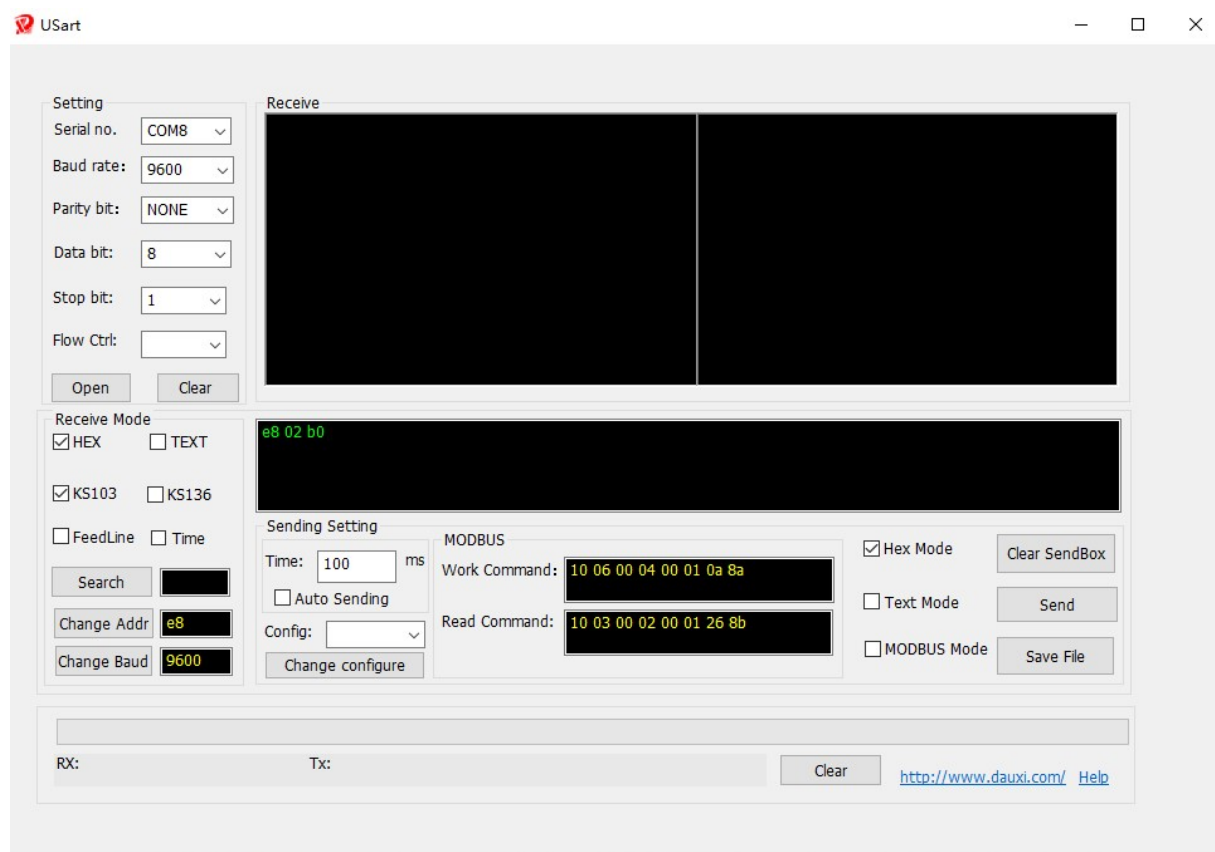 USart
Setting
Serial no. COM8
Baud rate: 9600
Parity bit: NONE
Data bit: 8
Stop bit: 1
Flow Ctrl:
Open Clear
Receive
Receive Mode
HEX TEXT
KS103 KS136
FeedLine Time
Search
Change Addr e8
Change Baud 9600
e8 02 b0
Sending Setting
Time: 100 ms
Auto Sending
Config:
Change configure
MODBUS
Work Command: 10 06 00 04 00 01 0a 8a
Read Command: 10 03 00 02 00 01 26 8b
Hex Mode Clear SendBox
Text Mode Send
MODBUS Mode Save File
RX: Tx: Clear http://www.dauxi.com/ Help